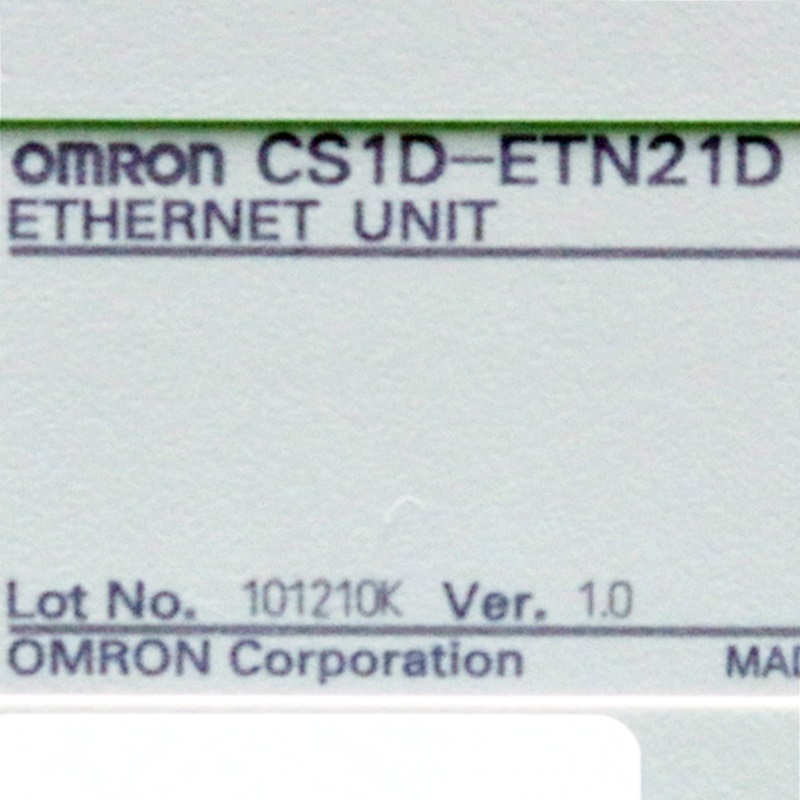 omron CS1D-ETN21D
ETHERNET UNIT
Lot No. 101210K Ver. 1.0
OMRON Corporation